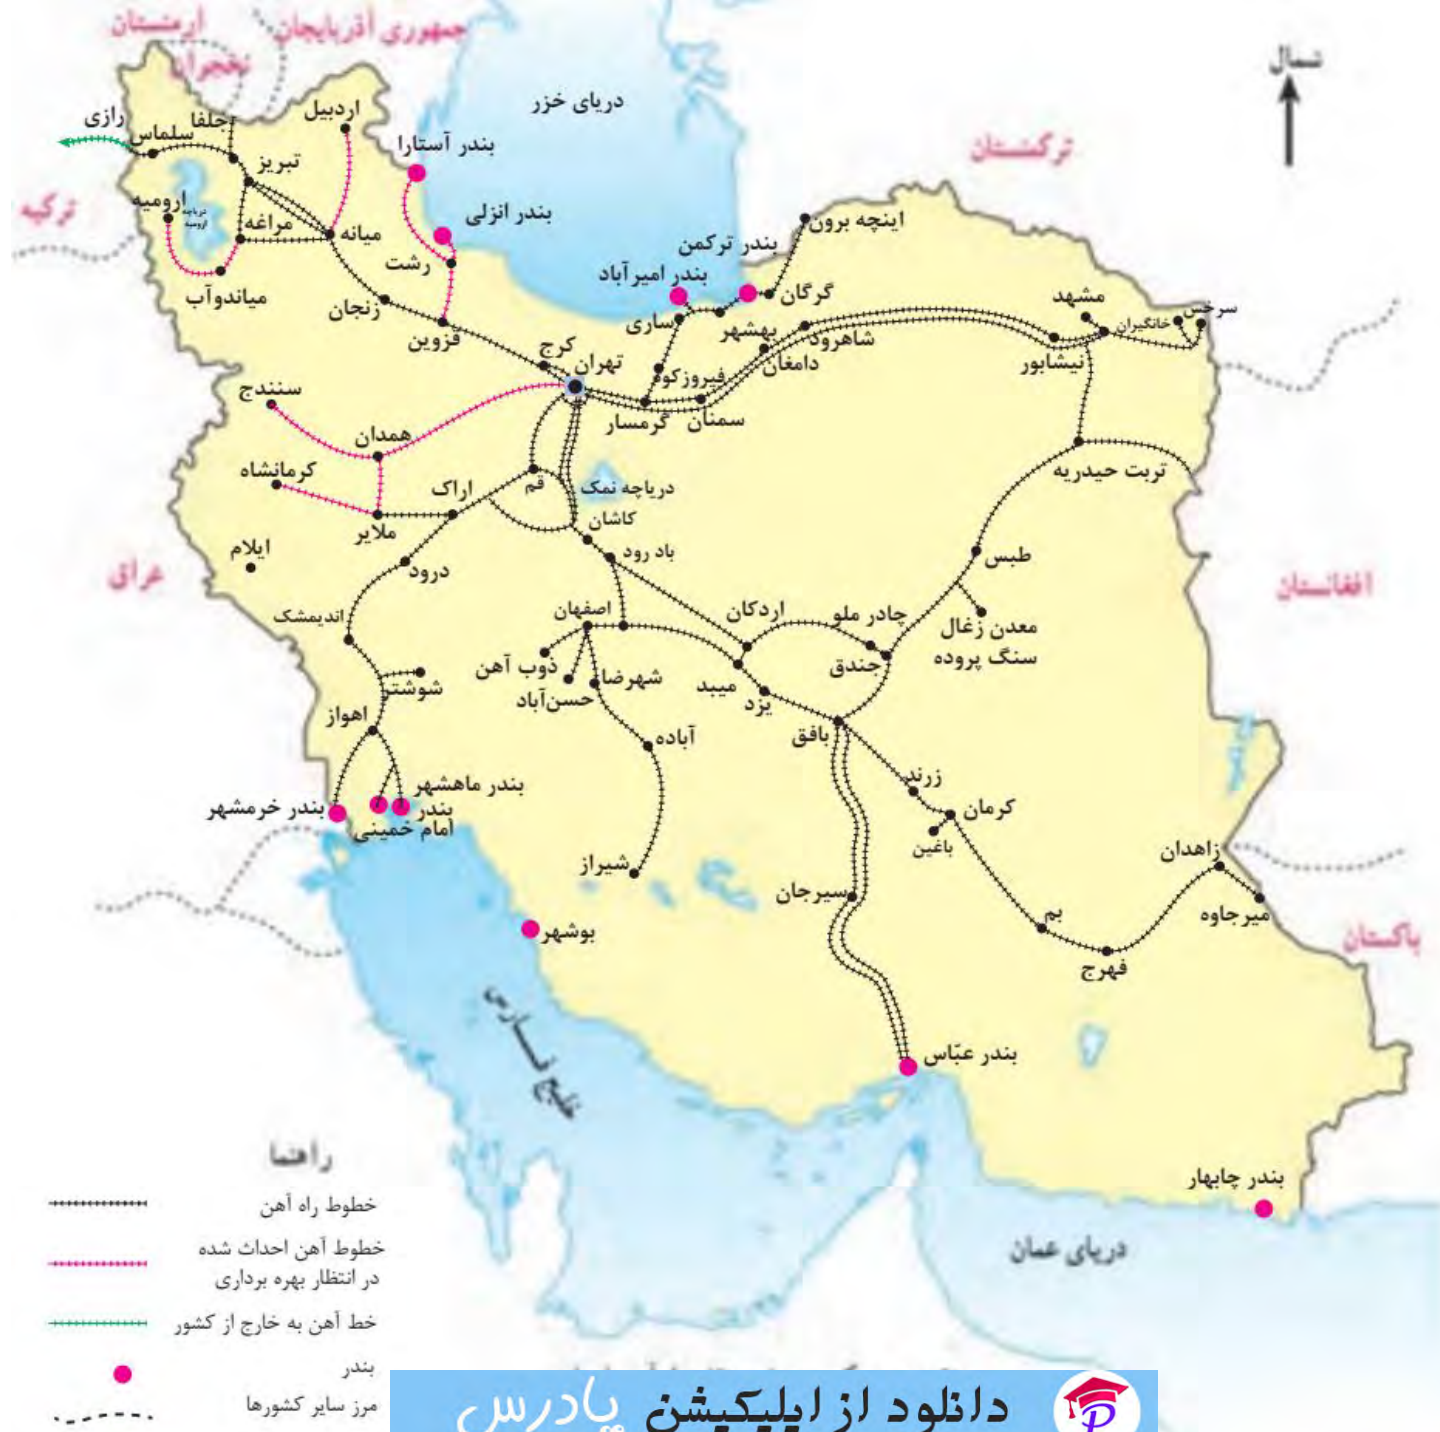 ارمنستان
جمهوری آذربایجان
نخجوان
شمال
دریای خزر
ترکمنستان
ترکیه
رازی
سلماس
جلفا
اردبیل
تبریز
بندر آستارا
ارومیه
دریاچه
ارومیه
مراغه
میانه
بندر انزلی
رشت
میاندوآب
زنجان
قزوین
اینچه برون
بندر ترکمن
بندر امیرآباد
گرگان
ساری
بهشهر
شاهرود
مشهد
خانگیران
سرخس
نیشابور
کرج
تهران
فیروزکوه
دامغان
گرمسار
سمنان
سنندج
همدان
کرمانشاه
ملایر
اراک
قم
دریاچه نمک
کاشان
باد رود
تربت حیدریه
ایلام
درود
اندیمشک
طبس
عراق
افغانستان
اصفهان
اردکان
چادر ملو
معدن زغال
سنگ پروده
ذوب آهن
حسن‌آباد
شهرضا
میبد
یزد
جندق
شوشتر
اهواز
آباده
بافق
زرند
کرمان
باغین
بندر ماهشهر
بندر
امام خمینی
بندر خرمشهر
شیراز
سیرجان
زاهدان
میرجاوه
بم
فهرج
پاکستان
بوشهر
خلیج فارس
بندر عبّاس
بندر چابهار
دریای عمان
راهنما
خطوط راه آهن
خطوط آهن احداث شده
در انتظار بهره برداری
خط آهن به خارج از کشور
بندر
مرز سایر کشورها
دانلود از اپلیکیشن پادرس